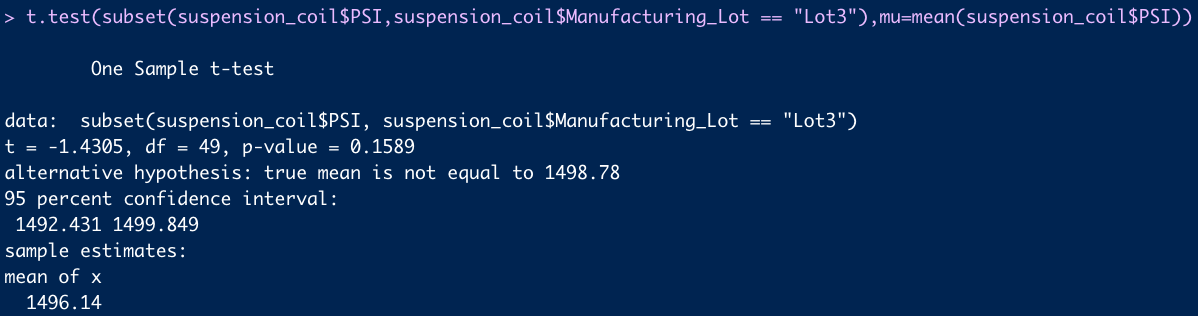 > t.test(subset(suspension_coil$PSI,suspension_coil$Manufacturing_Lot == "Lot3"),mu=mean(suspension_coil$PSI))
One Sample t-test
data:  subset(suspension_coil$PSI, suspension_coil$Manufacturing_Lot == "Lot3")
t = -1.4305, df = 49, p-value = 0.1589
alternative hypothesis: true mean is not equal to 1498.78
95 percent confidence interval:
1492.431 1499.849
sample estimates:
mean of x
1496.14